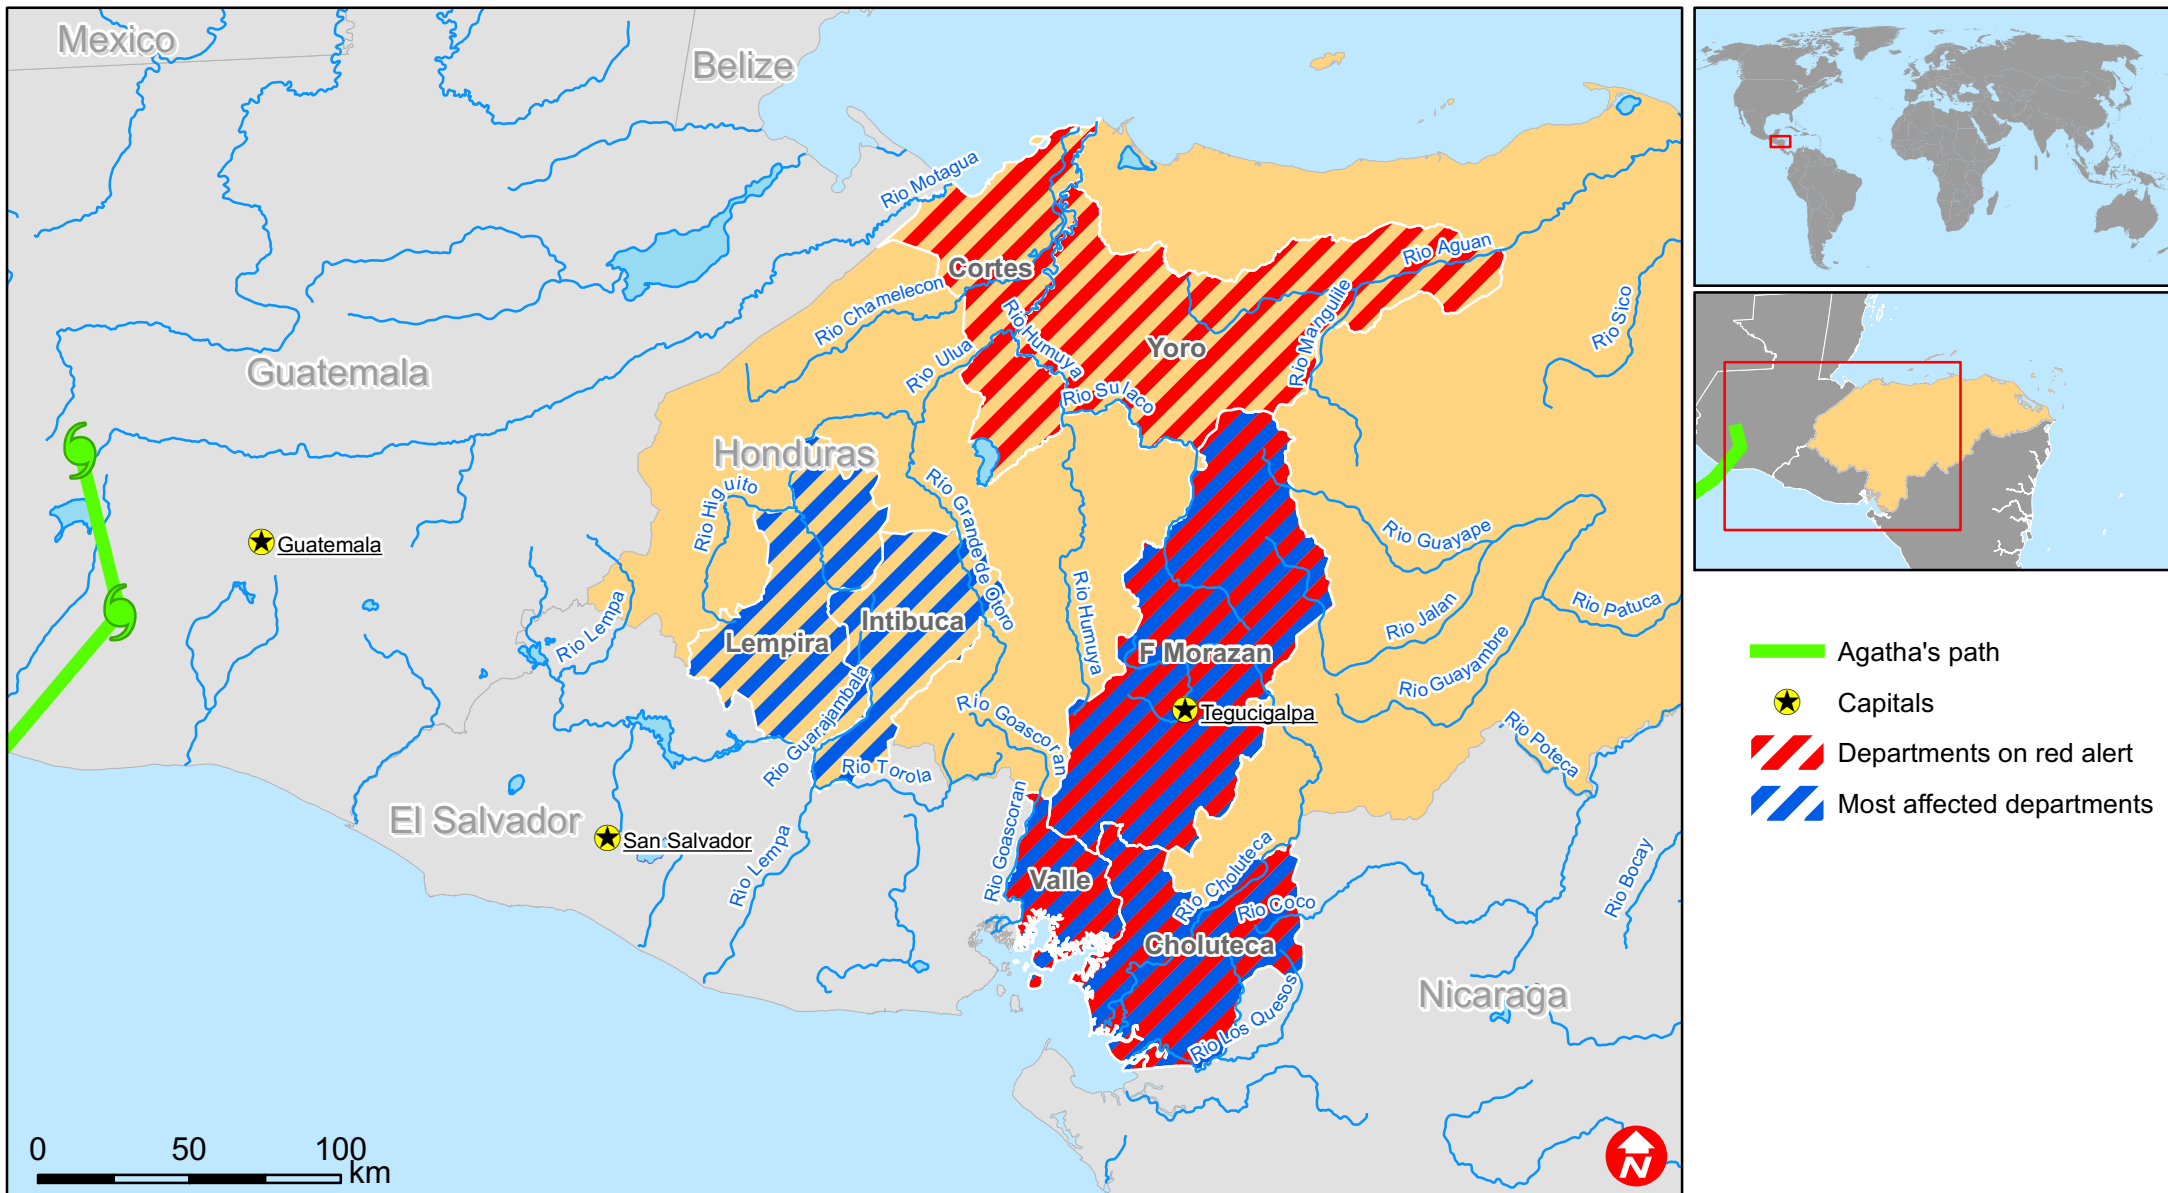 Mexico
Belize
Rio Motagua
Cortes
Rio Chamelecon
Rio Aguan
Rio Sico
Rio Humuya
Rio Mangulile
Yoro
Rio Ulua
Guatemala
Rio Sulaco
Honduras
Rio Higuito
Rio Grande de Otoro
Rio Guayape
Guatemala
Rio Humuya
Rio Lempa
Rio Jalan
Rio Patuca
Intibuca
Lempira
F Morazan
Rio Guayambre
Rio Guarajambala
Rio Goascoran
Tegucigalpa
Rio Poteca
Rio Torola
El Salvador
San Salvador
Rio Goascoran
Rio Lempa
Valle
Rio Choluteca
Rio Coco
Rio Bocay
Choluteca
Nicaraga
Rio Los Quesos
0 50 100
km
N
Agatha's path
Capitals
Departments on red alert
Most affected departments